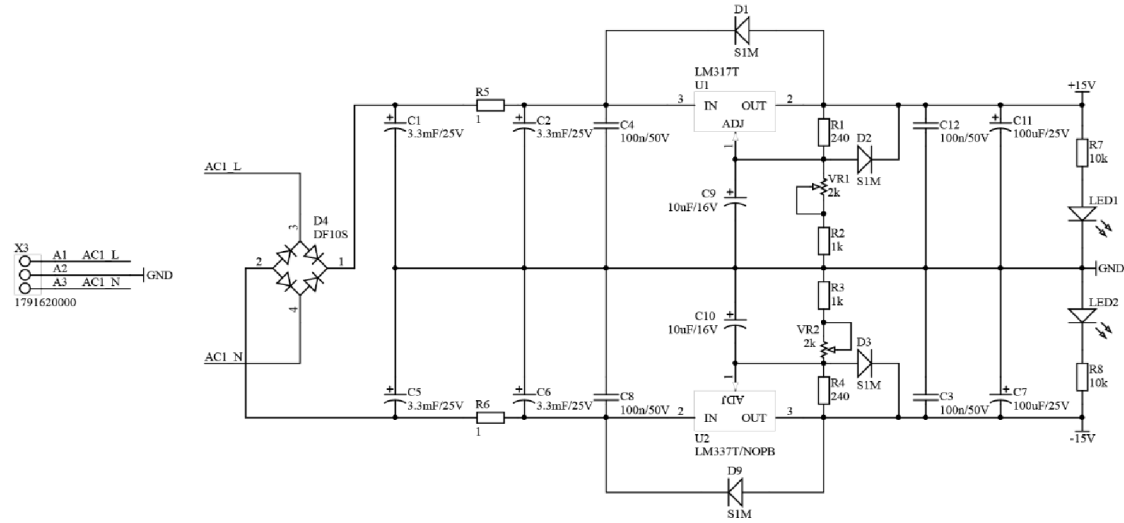 D1
S1M
LM317T
U1
3 IN OUT 2
ADJ
1
+15V
R5
1
C1
3.3mF/25V
C2
3.3mF/25V
C4
100n/50V
R1
240
D2
S1M
C12
100n/50V
C11
100uF/25V
R7
10k
AC1_L
C9
10uF/16V
VR1
2k
LED1
D4
DF10S
3
R2
1k
X3
A1 AC1_L
A2 GND
A3 AC1_N
1791620000
2
1
4
GND
R3
1k
C10
10uF/16V
VR2
2k
LED2
AC1_N
D3
S1M
R8
10k
C5
3.3mF/25V
C6
3.3mF/25V
C8
100n/50V
1
ADJ
R4
240
C3
100n/50V
C7
100uF/25V
R6
1
2 IN OUT 3
U2
LM337T/NOPB
-15V
D9
S1M